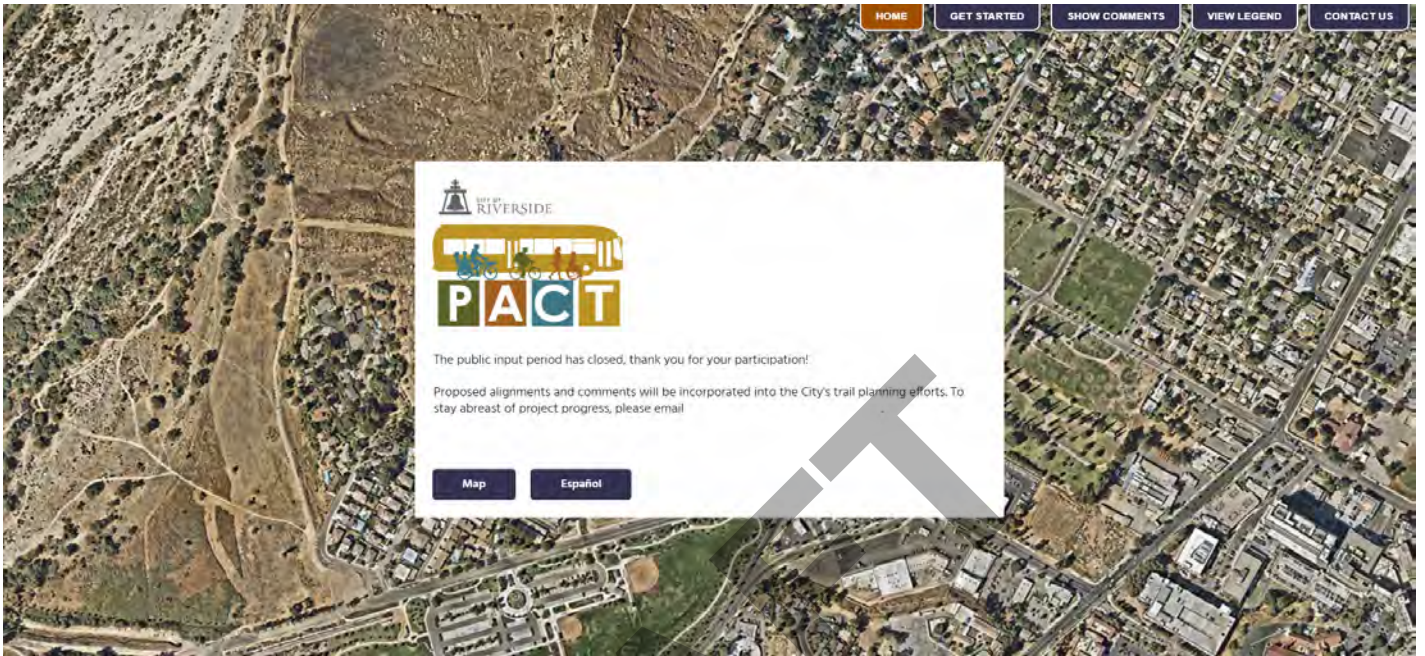 HOME
GET STARTED
SHOW COMMENTS
VIEW LEGEND
CONTACT US
CITY OF
RIVERSIDE
PACT
The public input period has closed, thank you for your participation!
Proposed alignments and comments will be incorporated into the City's trail planning efforts. To
stay abreast of project progress, please email
Map
Español